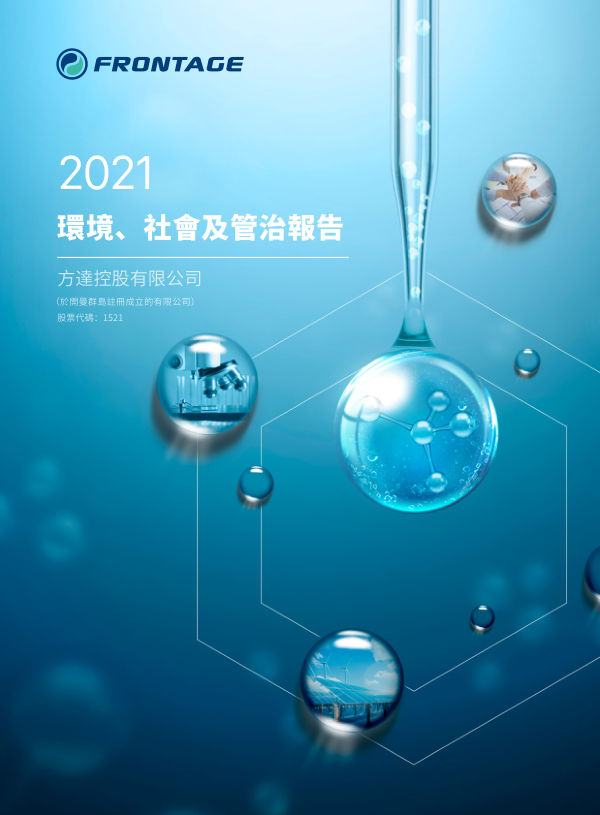 FRONTAGE
2021
環境、社會及管治報告
方達控股有限公司
(於開曼群島註冊成立的有限公司)
股票代碼：1521